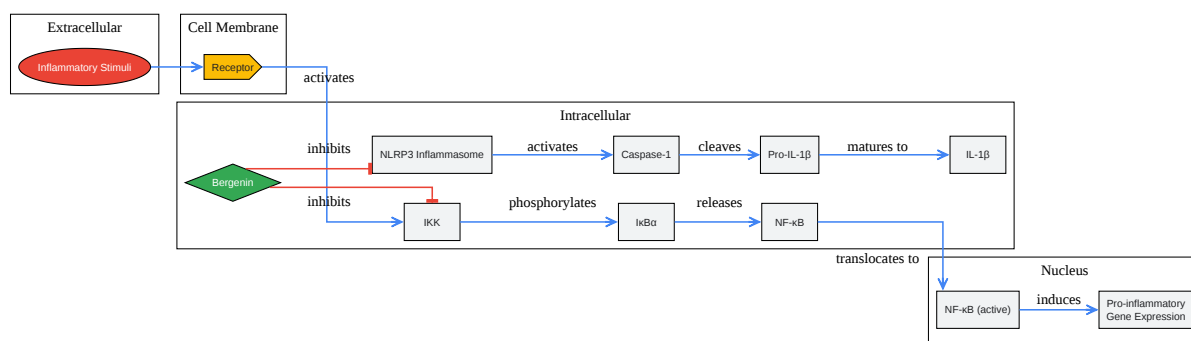 Extracellular
Cell Membrane
Inflammatory Stimuli
Receptor
activates
Intracellular
inhibits
NLRP3 Inflammasome
activates
Caspase-1
cleaves
Pro-IL-1β
matures to
IL-1β
Bergenin
inhibits
IKK
phosphorylates
IκBα
releases
NF-κB
translocates to
Nucleus
NF-κB (active)
induces
Pro-inflammatory
Gene Expression